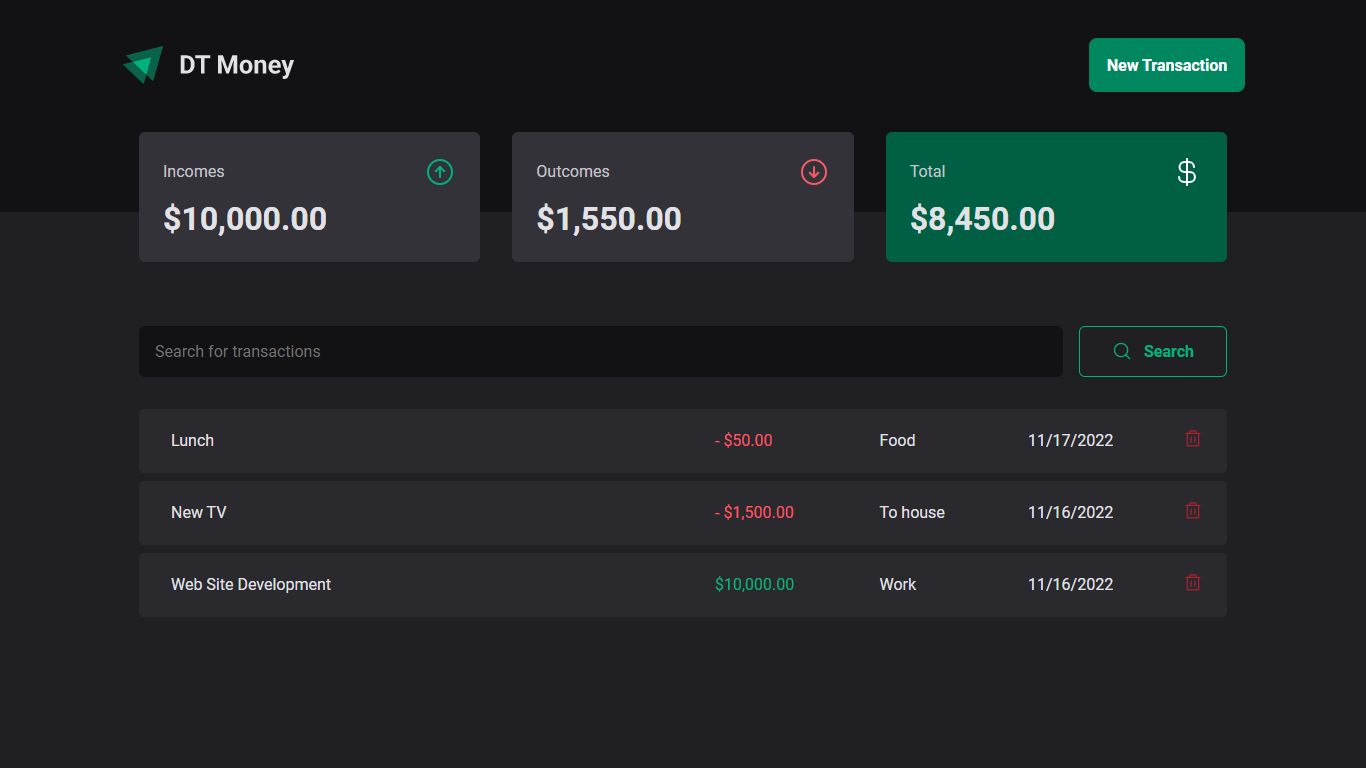 DT Money
New Transaction
Incomes
$10,000.00
Outcomes
$1,550.00
Total
$
$8,450.00
Search for transactions
Search
Lunch - $50.00 Food 11/17/2022
New TV - $1,500.00 To house 11/16/2022
Web Site Development $10,000.00 Work 11/16/2022